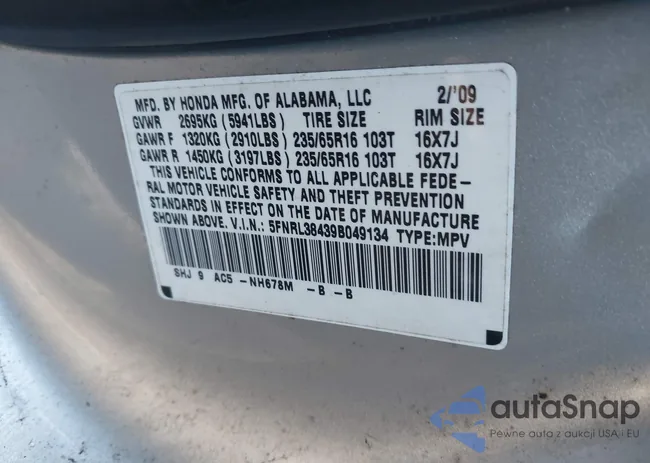 MFD. BY HONDA MFG. OF ALABAMA, LLC 2/'09
GVWR 2695KG (5941LBS) TIRE SIZE RIM SIZE
GAWR F 1320KG (2910LBS) 235/65R16 103T 16X7J
GAWR R 1450KG (3197LBS) 235/65R16 103T 16X7J
THIS VEHICLE CONFORMS TO ALL APPLICABLE FEDE-
RAL MOTOR VEHICLE SAFETY AND THEFT PREVENTION
STANDARDS IN EFFECT ON THE DATE OF MANUFACTURE
SHOWN ABOVE. V.I.N.: 5FNRL38439B049134 TYPE:MPV
SHJ 9 AC5 -NH678M -B -B
autaSnap
Pewne auta z aukcji USA i EU